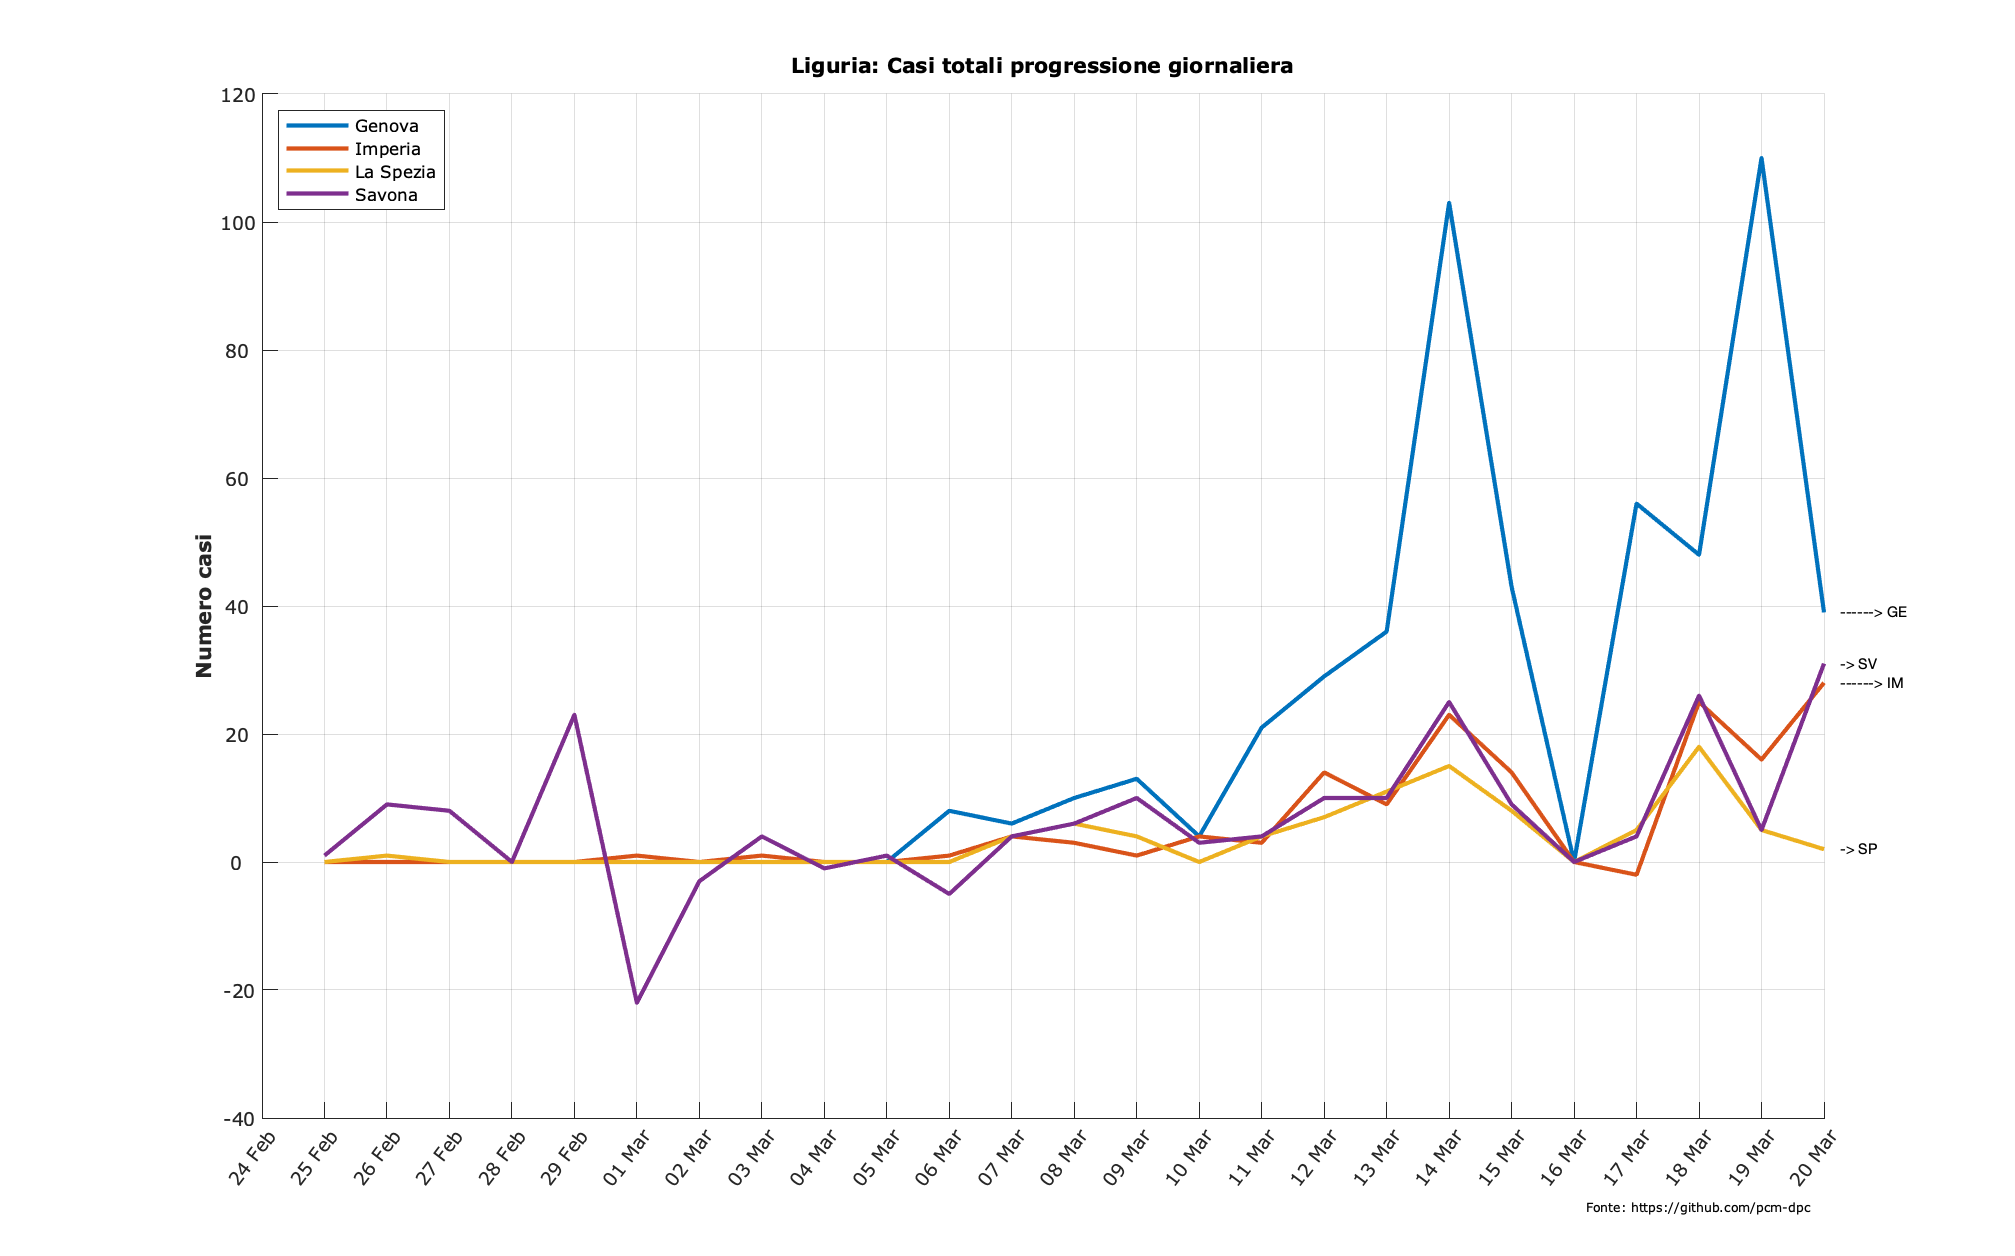 Liguria: Casi totali progressione giornaliera
120
100
80
60
40
20
0
-20
-40
Numero casi
Genova
Imperia
La Spezia
Savona
------> GE
-> SV
------> IM
-> SP
24 Feb
25 Feb
26 Feb
27 Feb
28 Feb
29 Feb
01 Mar
02 Mar
03 Mar
04 Mar
05 Mar
06 Mar
07 Mar
08 Mar
09 Mar
10 Mar
11 Mar
12 Mar
13 Mar
14 Mar
15 Mar
16 Mar
17 Mar
18 Mar
19 Mar
20 Mar
Fonte: https://github.com/pcm-dpc